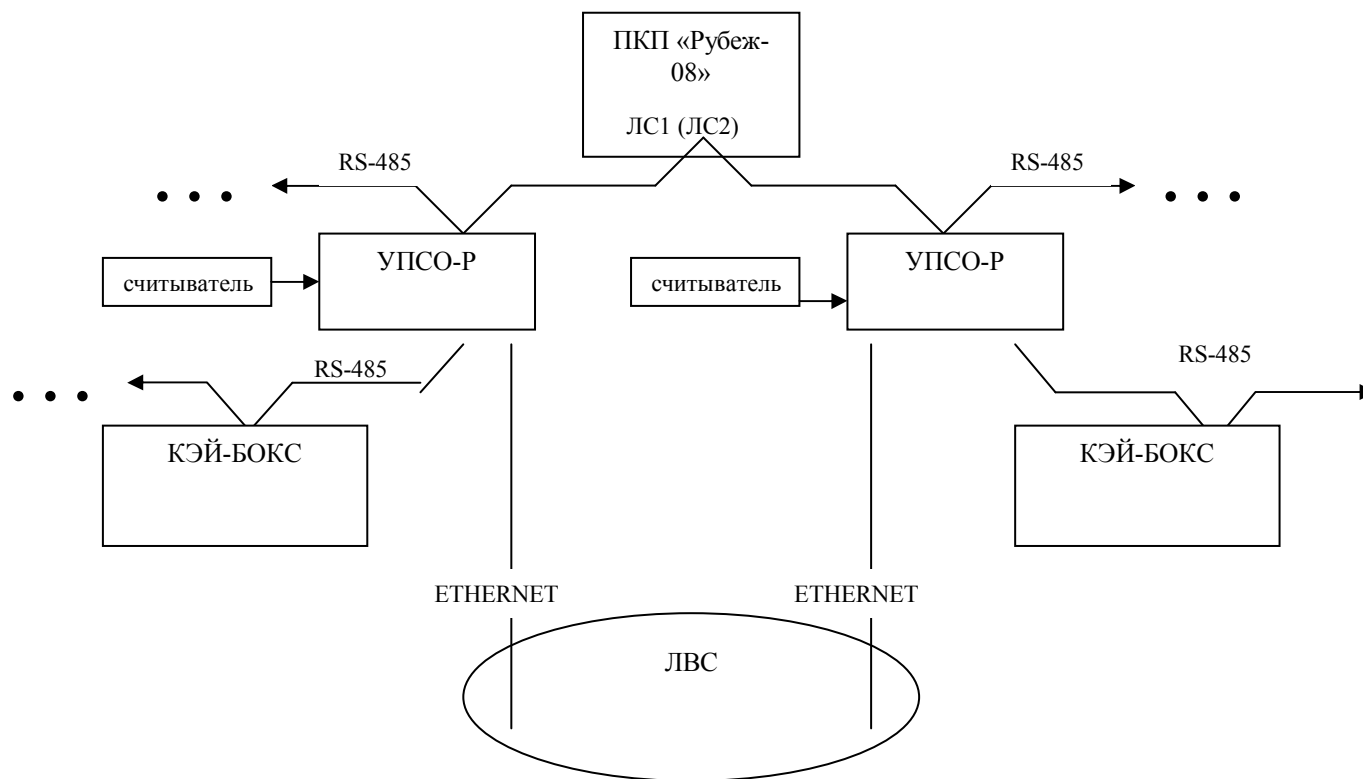 ПКП «Рубеж-
08»
ЛС1 (ЛС2)
RS-485
RS-485
УПСО-Р
УПСО-Р
считыватель
считыватель
RS-485
RS-485
КЭЙ-БОКС
КЭЙ-БОКС
ETHERNET
ETHERNET
ЛВС